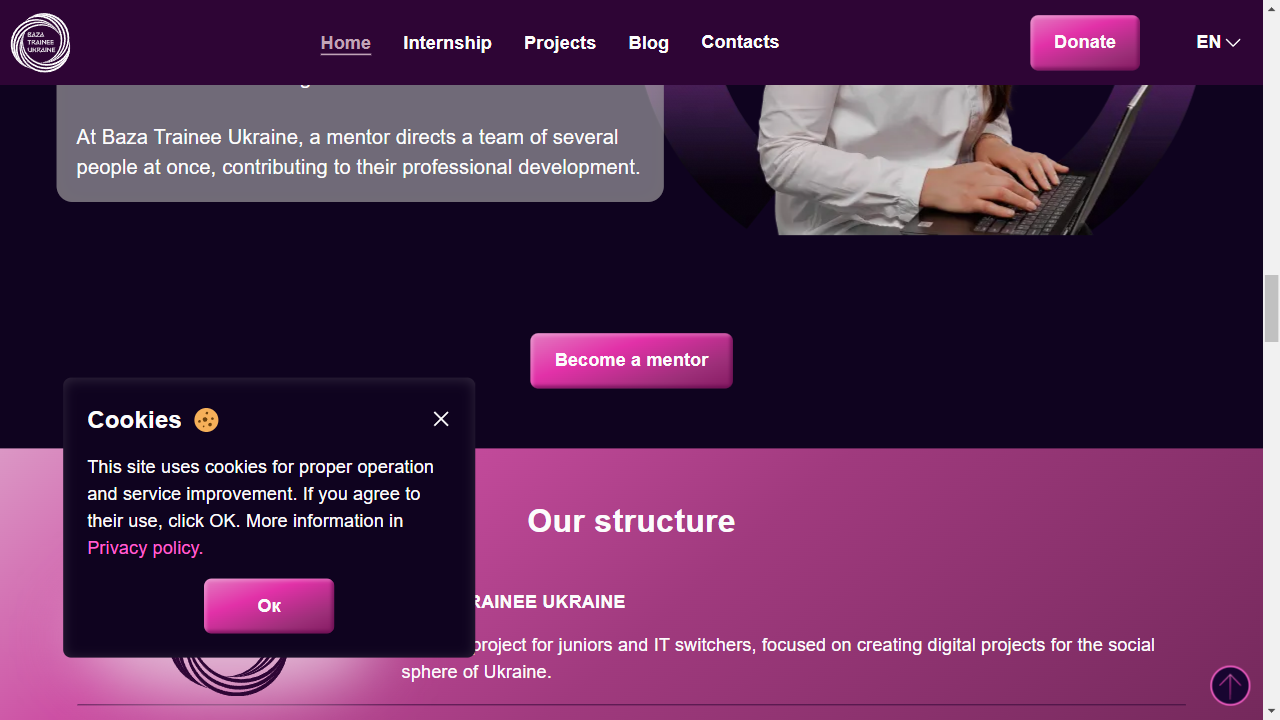 BAZA
TRAINEE
UKRAINE
Home
Internship
Projects
Blog
Contacts
Donate
EN
At Baza Trainee Ukraine, a mentor directs a team of several
people at once, contributing to their professional development.
Become a mentor
Cookies
This site uses cookies for proper operation
and service improvement. If you agree to
their use, click OK. More information in
Privacy policy.
Ок
Our structure
RAINEE UKRAINE
project for juniors and IT switchers, focused on creating digital projects for the social
sphere of Ukraine.